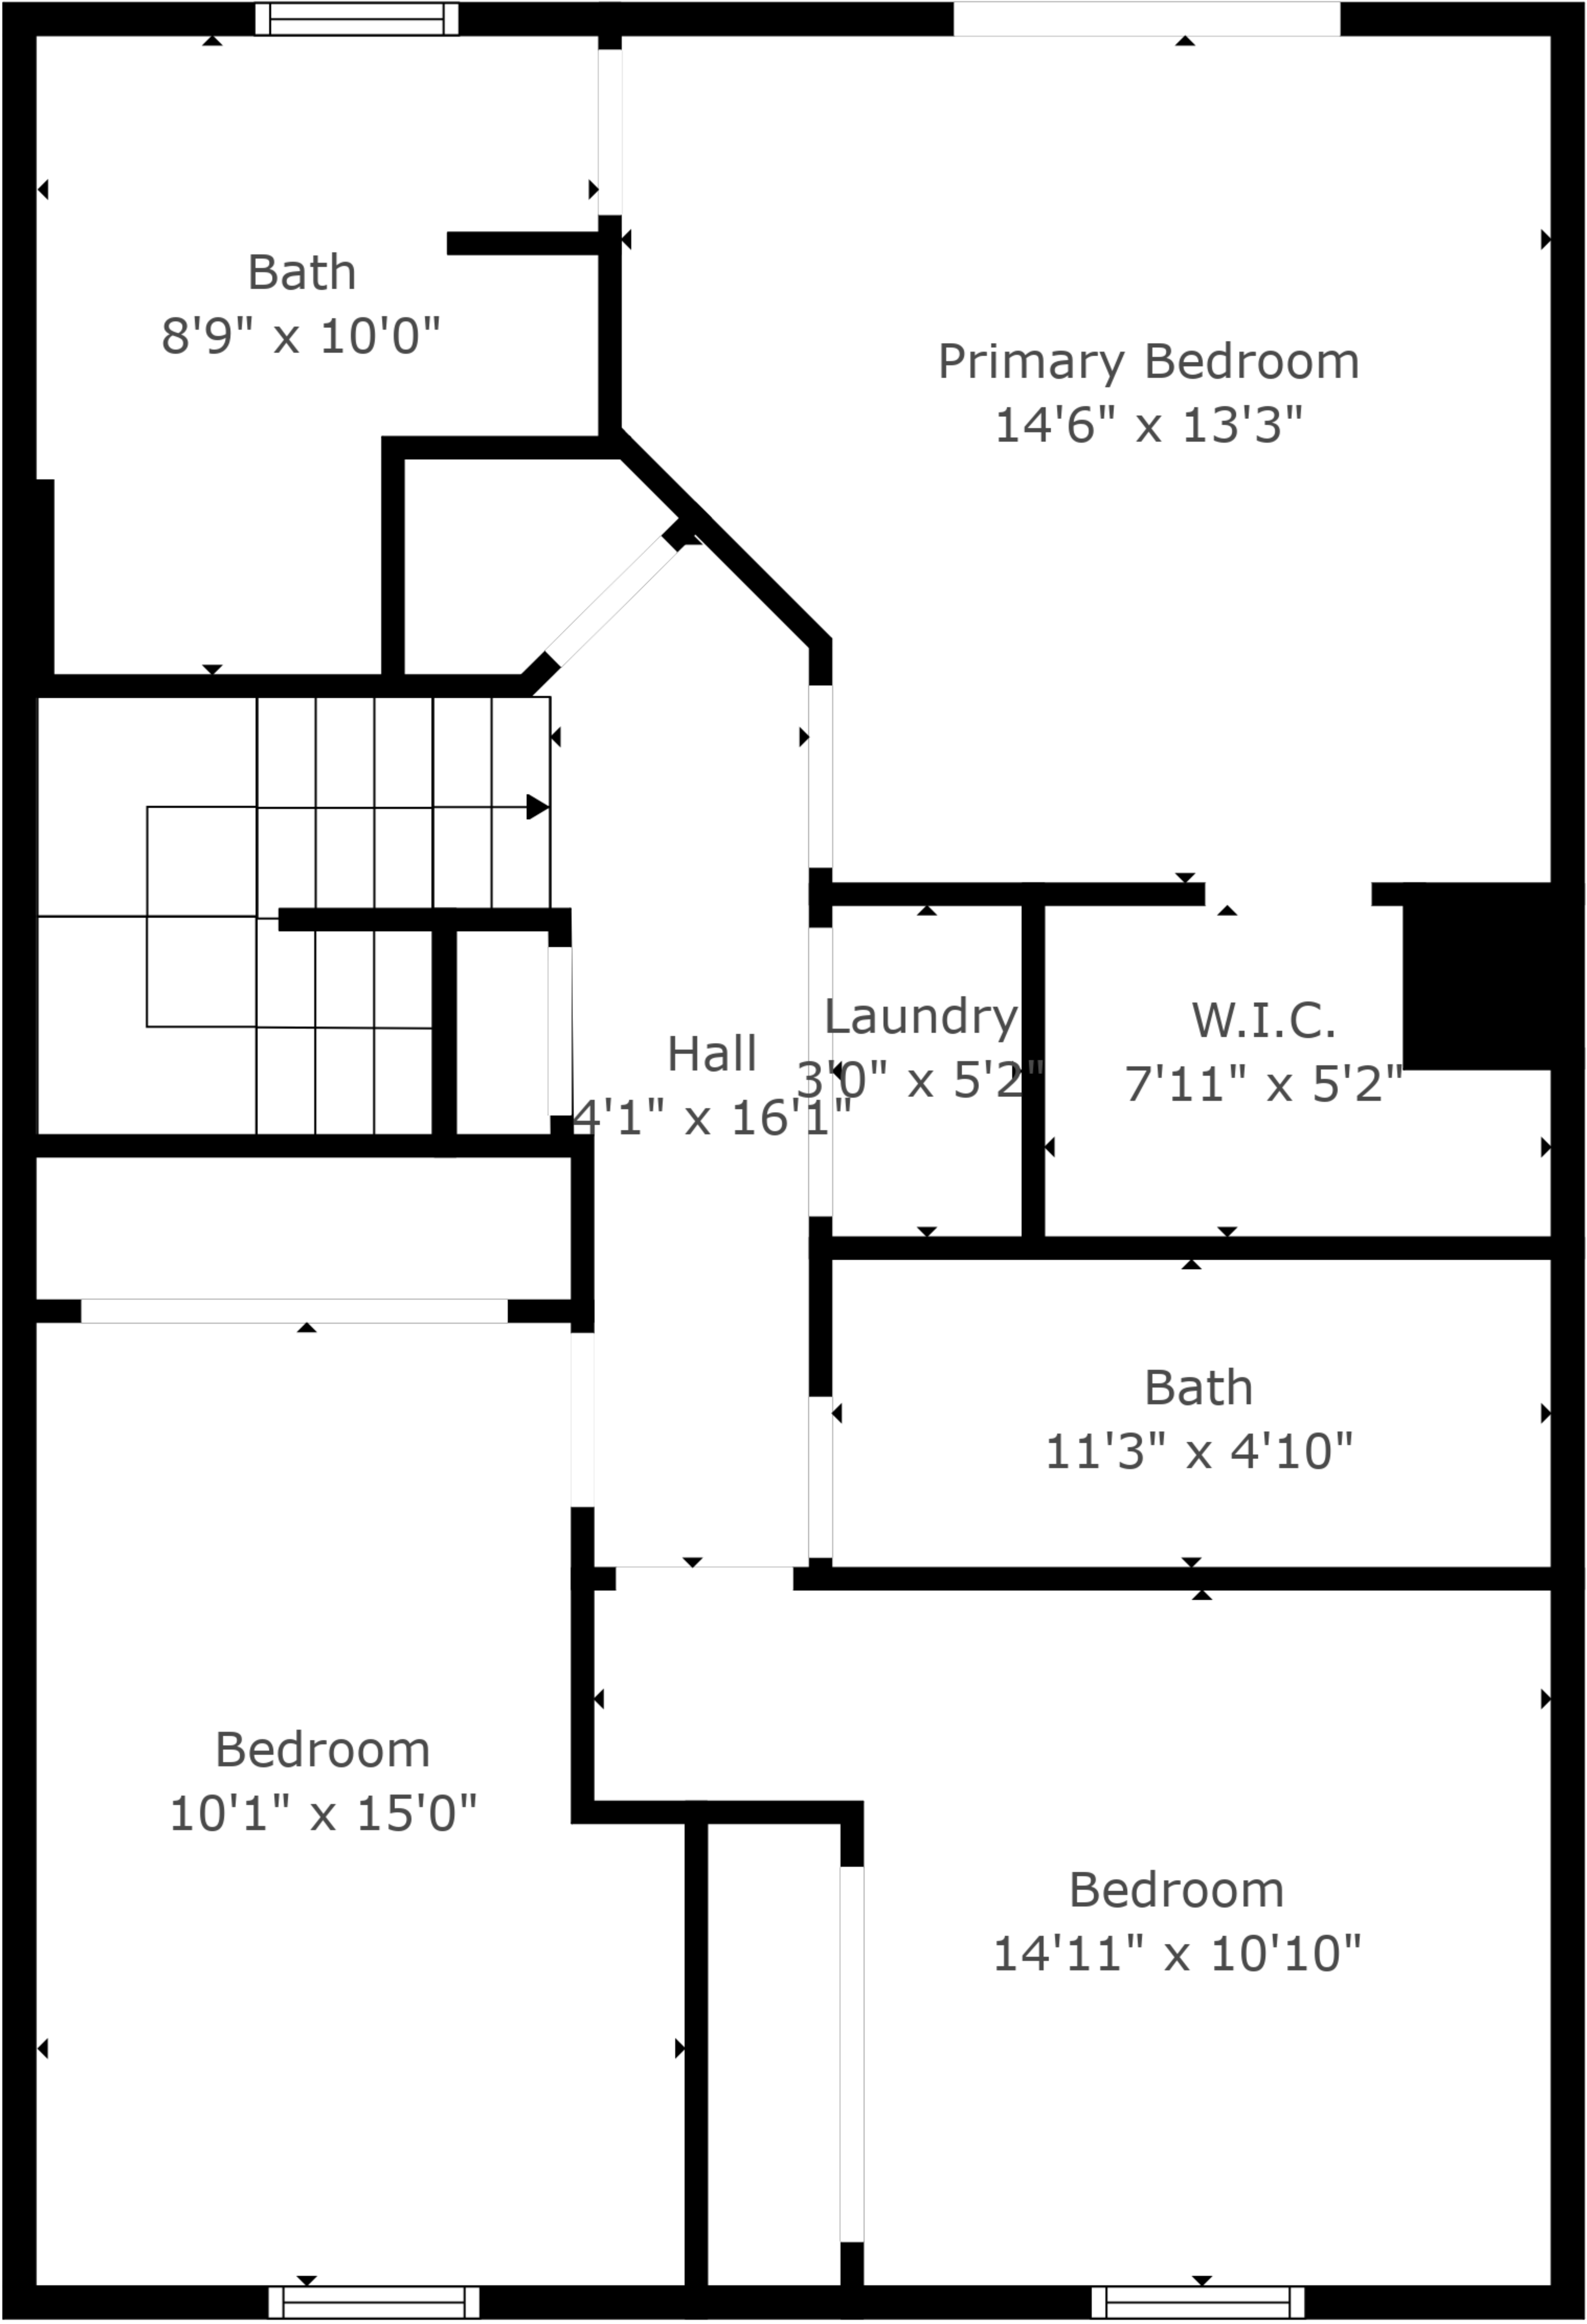 Bath
8'9" x 10'0"
Primary Bedroom
14'6" x 13'3"
Hall
4'1" x 16'1"
Laundry
3'0" x 5'2"
W.I.C.
7'11" x 5'2"
Bath
11'3" x 4'10"
Bedroom
10'1" x 15'0"
Bedroom
14'11" x 10'10"